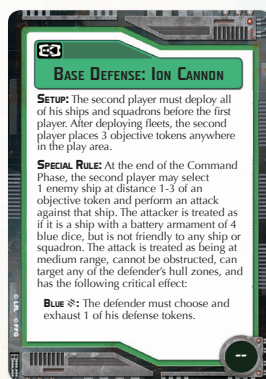 BASE DEFENSE: ION CANNON
SETUP: The second player must deploy all
of his ships and squadrons before the first
player. After deploying fleets, the second
player places 3 objective tokens anywhere
in the play area.
SPECIAL RULE: At the end of the Command
Phase, the second player may select
1 enemy ship at distance 1-3 of an
objective token and perform an attack
against that ship. The attacker is treated as
if it is a ship with a battery armament of 4
blue dice, but is not friendly to any ship or
squadron. The attack is treated as being at
medium range, cannot be obstructed, can
target any of the defender's hull zones, and
has the following critical effect:
BLUE : The defender must choose and
exhaust 1 of his defense tokens.
© LFL © FFG
--